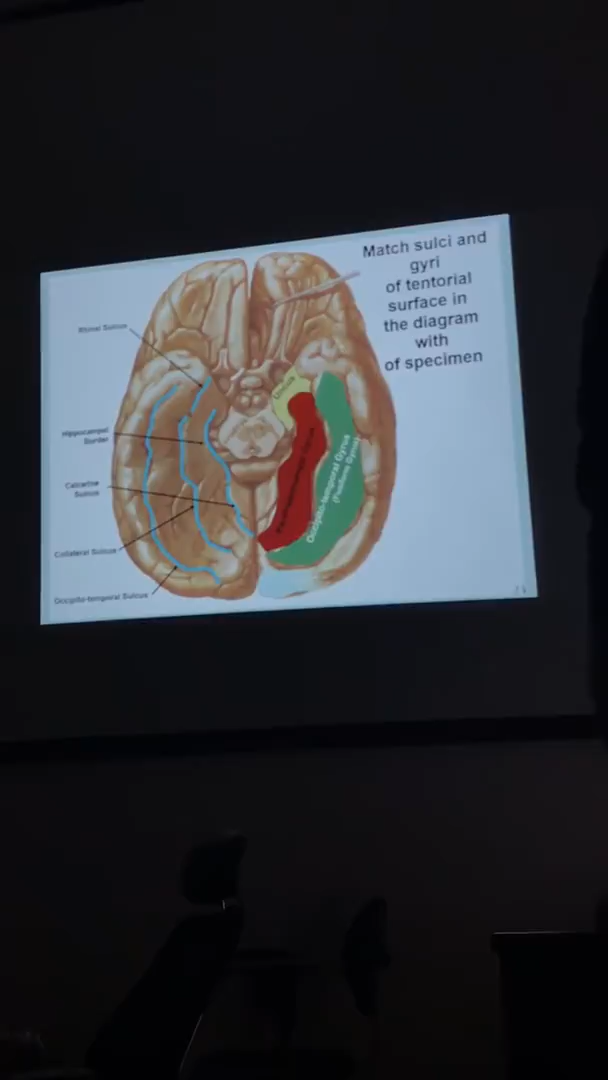 Match sulci and
gyri
of tentorial
surface in
the diagram
with
of specimen
Rhinal Sulcus
Uncus
Hippocampal
Calcarine
Sulcus
Collateral Sulcus
Occipito-temporal Sulcus
Occipito-temporal Gyrus
(Fusiform Gyrus)